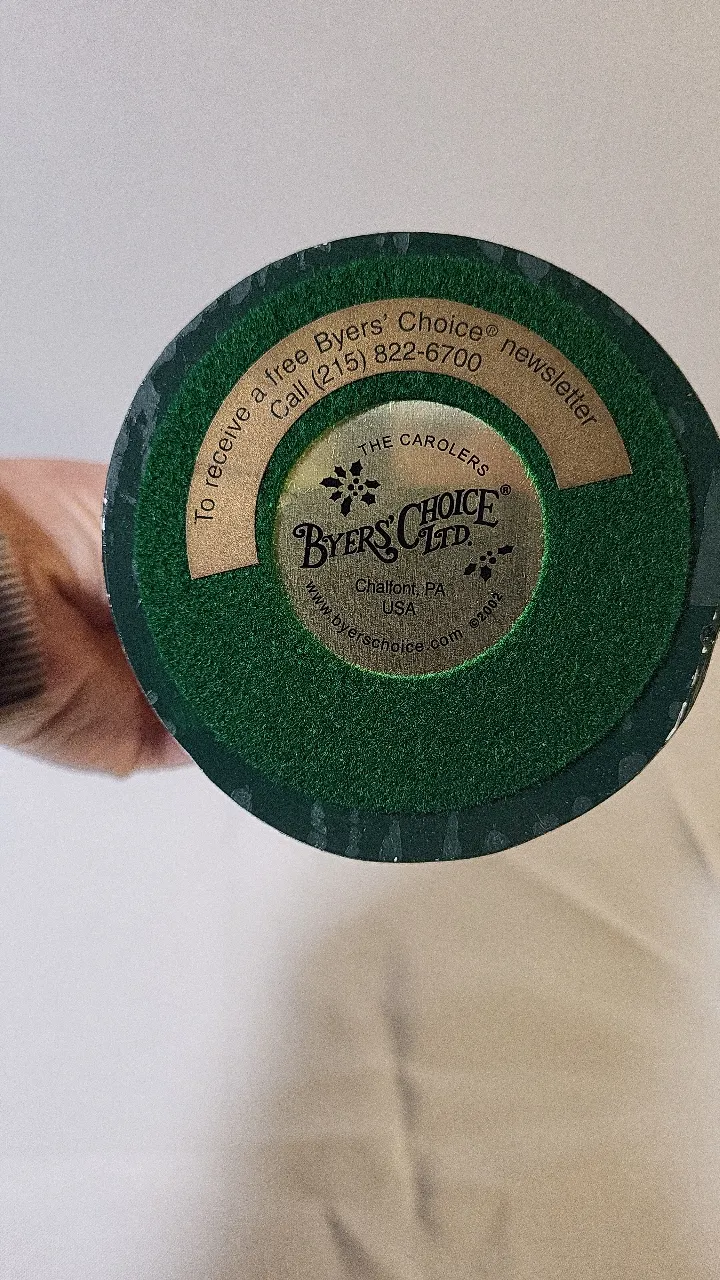 To receive a free Byers' Choice® newsletter
Call (215) 822-6700
THE CAROLERS
BYERS' CHOICE®
LTD.
Chalfont, PA
USA
www.byerschoice.com ©2002